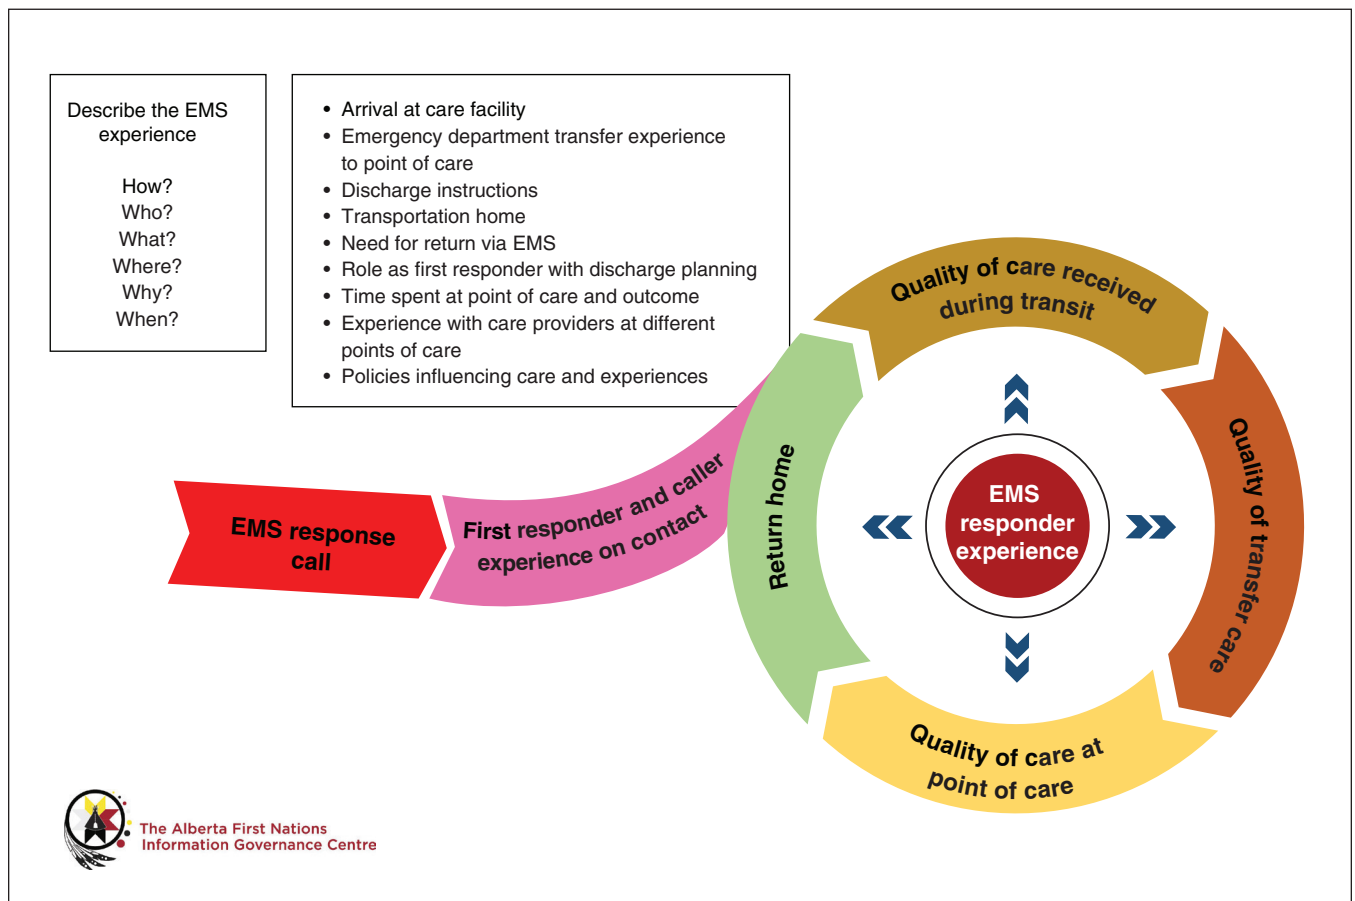 Describe the EMS
experience
How?
Who?
What?
Where?
Why?
When?
• Arrival at care facility
• Emergency department transfer experience
to point of care
• Discharge instructions
• Transportation home
• Need for return via EMS
• Role as first responder with discharge planning
• Time spent at point of care and outcome
• Experience with care providers at different
points of care
• Policies influencing care and experiences
EMS response
call
First responder and caller
experience on contact
Return home
Quality of care received
during transit
Quality of transfer care
Quality of care at
point of care
EMS
responder
experience
The Alberta First Nations
Information Governance Centre